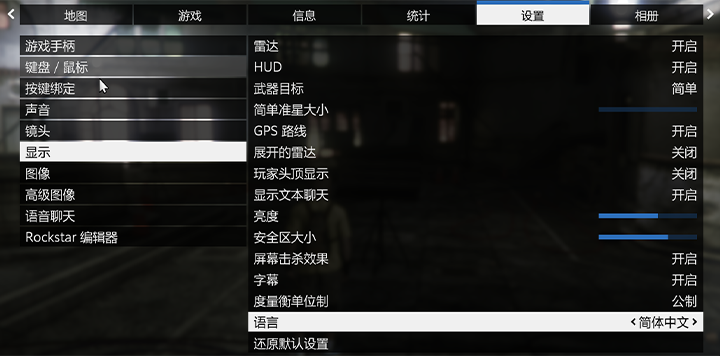 地图 游戏 信息 统计 设置 相册
游戏手柄
键盘 / 鼠标
按键绑定
声音
镜头
显示
图像
高级图像
语音聊天
Rockstar 编辑器
雷达 开启
HUD 开启
武器目标 简单
简单准星大小
GPS 路线 开启
展开的雷达 关闭
玩家头顶显示 关闭
显示文本聊天 开启
亮度
安全区大小
屏幕击杀效果 开启
字幕 开启
度量衡单位制 公制
语言 简体中文
还原默认设置